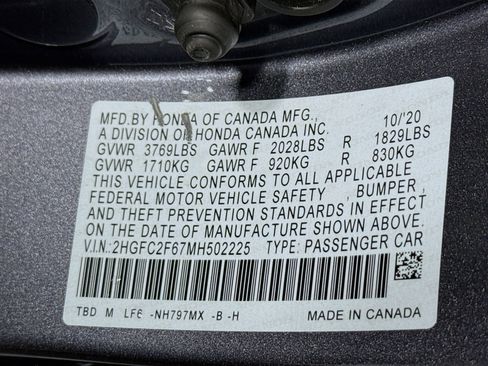 MFD.BY HONDA OF CANADA MFG., 10/'20
A DIVISION OF HONDA CANADA INC.
GVWR 3769LBS GAWR F 2028LBS R 1829LBS
GVWR 1710KG GAWR F 920KG R 830KG
THIS VEHICLE CONFORMS TO ALL APPLICABLE
FEDERAL MOTOR VEHICLE SAFETY , BUMPER ,
AND THEFT PREVENTION STANDARDS IN EFFECT
ON THE DATE OF MANUFACTURE SHOWN ABOVE.
V.I.N.:2HGFC2F67MH502225 TYPE: PASSENGER CAR
TBD M LF6 -NH797MX -B -H MADE IN CANADA